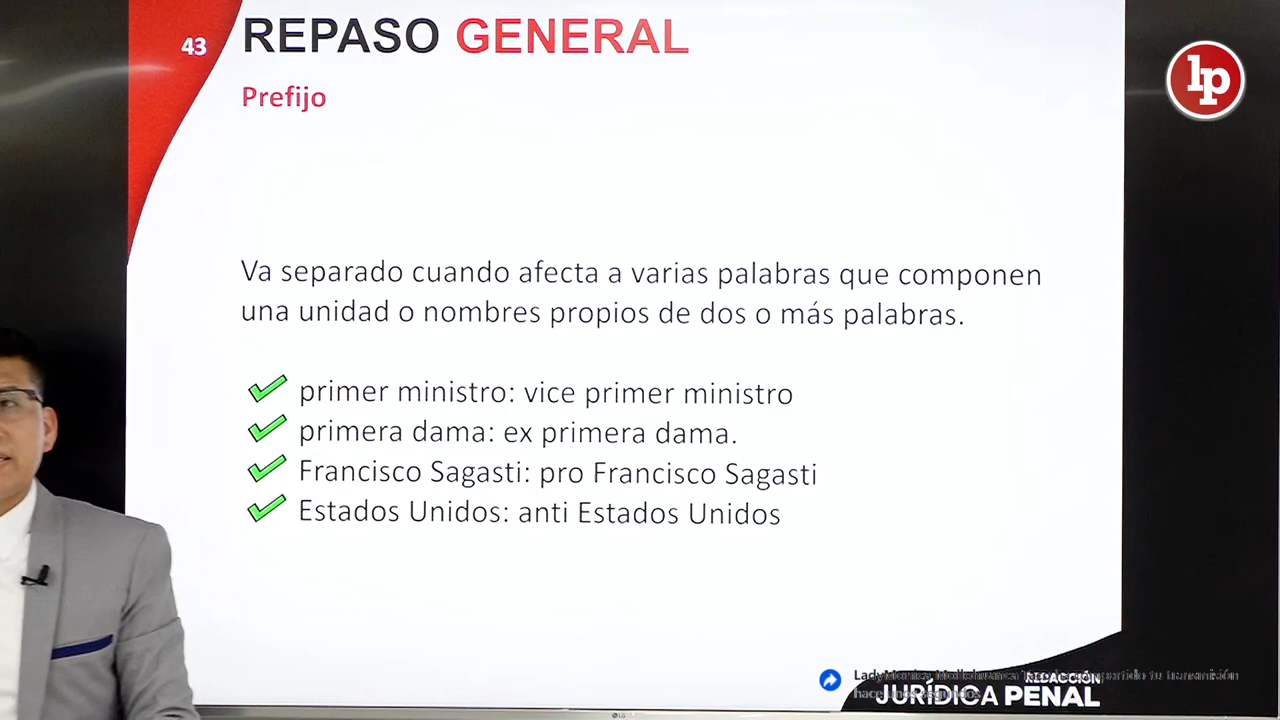 43
REPASO GENERAL
lp
Prefijo
Va separado cuando afecta a varias palabras que componen
una unidad o nombres propios de dos o más palabras.
primer ministro: vice primer ministro
primera dama: ex primera dama.
Francisco Sagasti: pro Francisco Sagasti
Estados Unidos: anti Estados Unidos
REDACCIÓN
JURÍDICA PENAL
LG